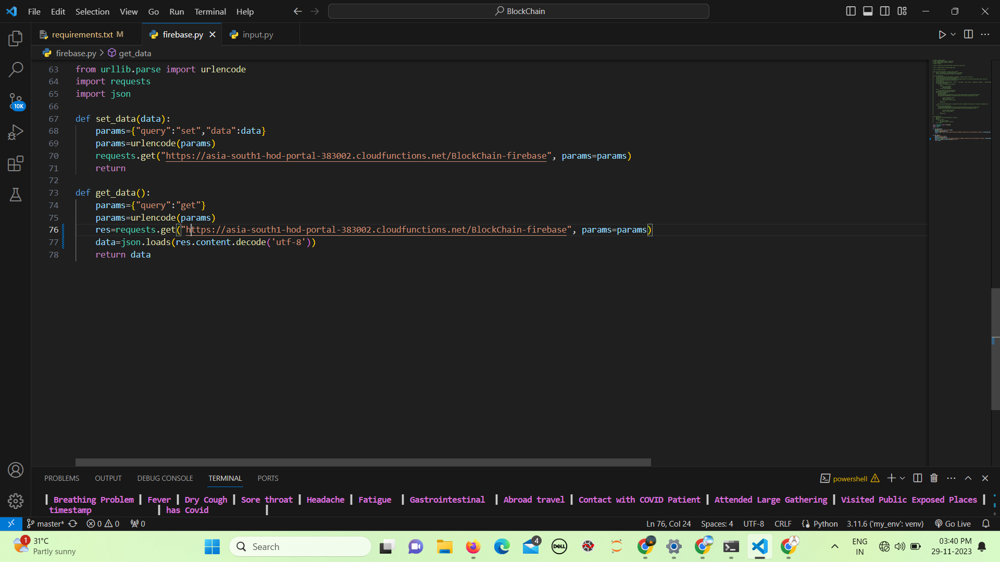 File Edit Selection View Go Run Terminal Help
BlockChain
requirements.txt M
firebase.py
input.py
firebase.py > get_data
63 from urllib.parse import urlencode
64 import requests
65 import json
66
67 def set_data(data):
68 params={"query":"set","data":data}
69 params=urlencode(params)
70 requests.get("https://asia-south1-hod-portal-383002.cloudfunctions.net/BlockChain-firebase", params=params)
71 return
72
73 def get_data():
74 params={"query":"get"}
75 params=urlencode(params)
76 res=requests.get("https://asia-south1-hod-portal-383002.cloudfunctions.net/BlockChain-firebase", params=params)
77 data=json.loads(res.content.decode('utf-8'))
78 return data
10K
PROBLEMS OUTPUT DEBUG CONSOLE TERMINAL PORTS
powershell
| Breathing Problem | Fever | Dry Cough | Sore throat | Headache | Fatigue | Gastrointestinal | Abroad travel | Contact with COVID Patient | Attended Large Gathering | Visited Public Exposed Places |
timestamp | has Covid |
master* 0 0 0
Ln 76, Col 24 Spaces: 4 UTF-8 CRLF {} Python 3.11.6 ('my_env': venv) Go Live
1
31°C
Partly sunny
Search
4
DELL
ENG
IN
03:40 PM
29-11-2023